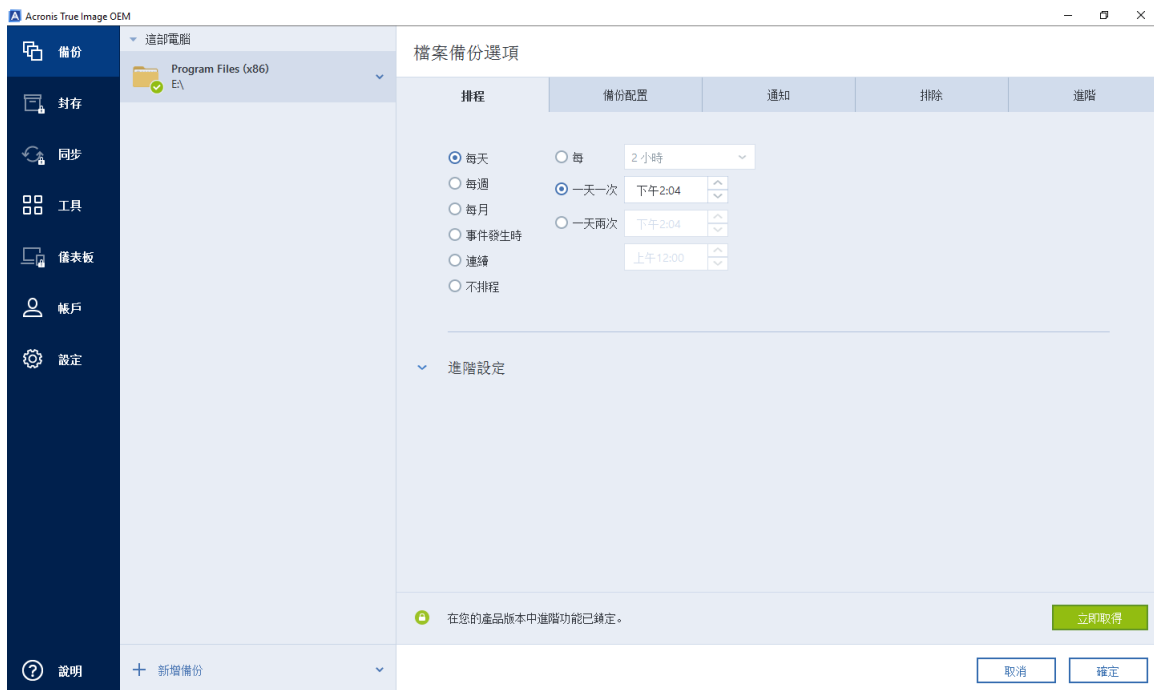 Acronis True Image OEM
備份
封存
同步
工具
儀表板
帳戶
設定
說明
這部電腦
Program Files (x86)
E:\
新增備份
檔案備份選項
排程
備份配置
通知
排除
進階
每天
每週
每月
事件發生時
連續
不排程
每
2 小時
一天一次
下午2:04
一天兩次
下午2:04
上午12:00
進階設定
在您的產品版本中進階功能已鎖定。
立即取得
取消
確定